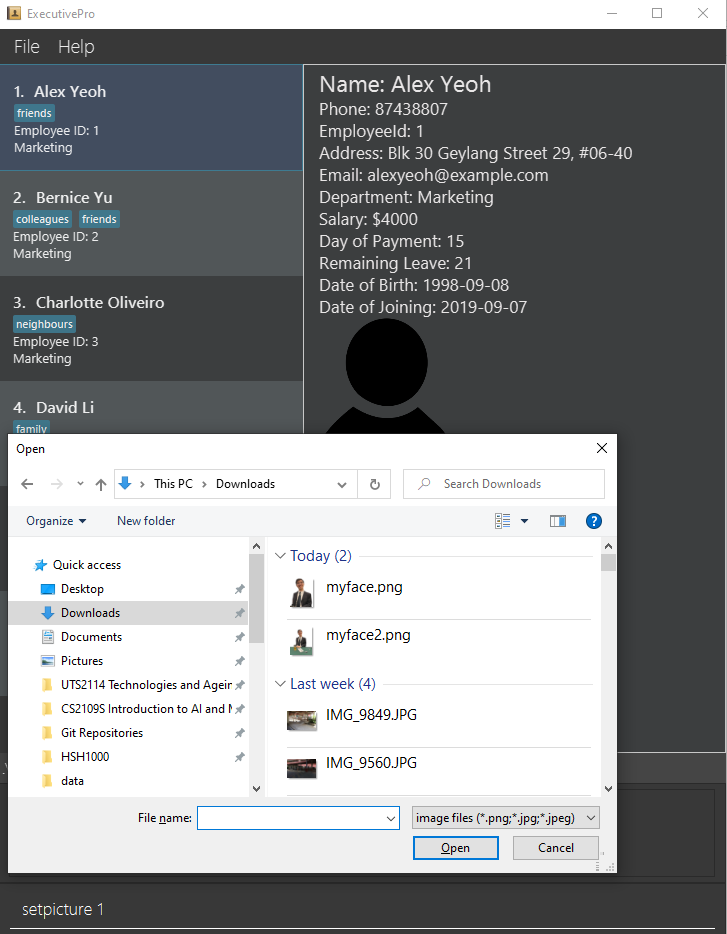 ExecutivePro
File Help
1. Alex Yeoh
friends
Employee ID: 1
Marketing
2. Bernice Yu
colleagues friends
Employee ID: 2
Marketing
3. Charlotte Oliveiro
neighbours
Employee ID: 3
Marketing
4. David Li
family
Name: Alex Yeoh
Phone: 87438807
EmployeeId: 1
Address: Blk 30 Geylang Street 29, #06-40
Email: alexyeoh@example.com
Department: Marketing
Salary: $4000
Day of Payment: 15
Remaining Leave: 21
Date of Birth: 1998-09-08
Date of Joining: 2019-09-07
Open
This PC Downloads
Search Downloads
Organize New folder
Quick access
Desktop
Downloads
Documents
Pictures
UTS2114 Technologies and Agein
CS2109S Introduction to AI and
Git Repositories
HSH1000
data
Today (2)
myface.png
myface2.png
Last week (4)
IMG_9849.JPG
IMG_9560.JPG
File name:
image files (*.png;*.jpg;*.jpeg)
Open Cancel
setpicture 1